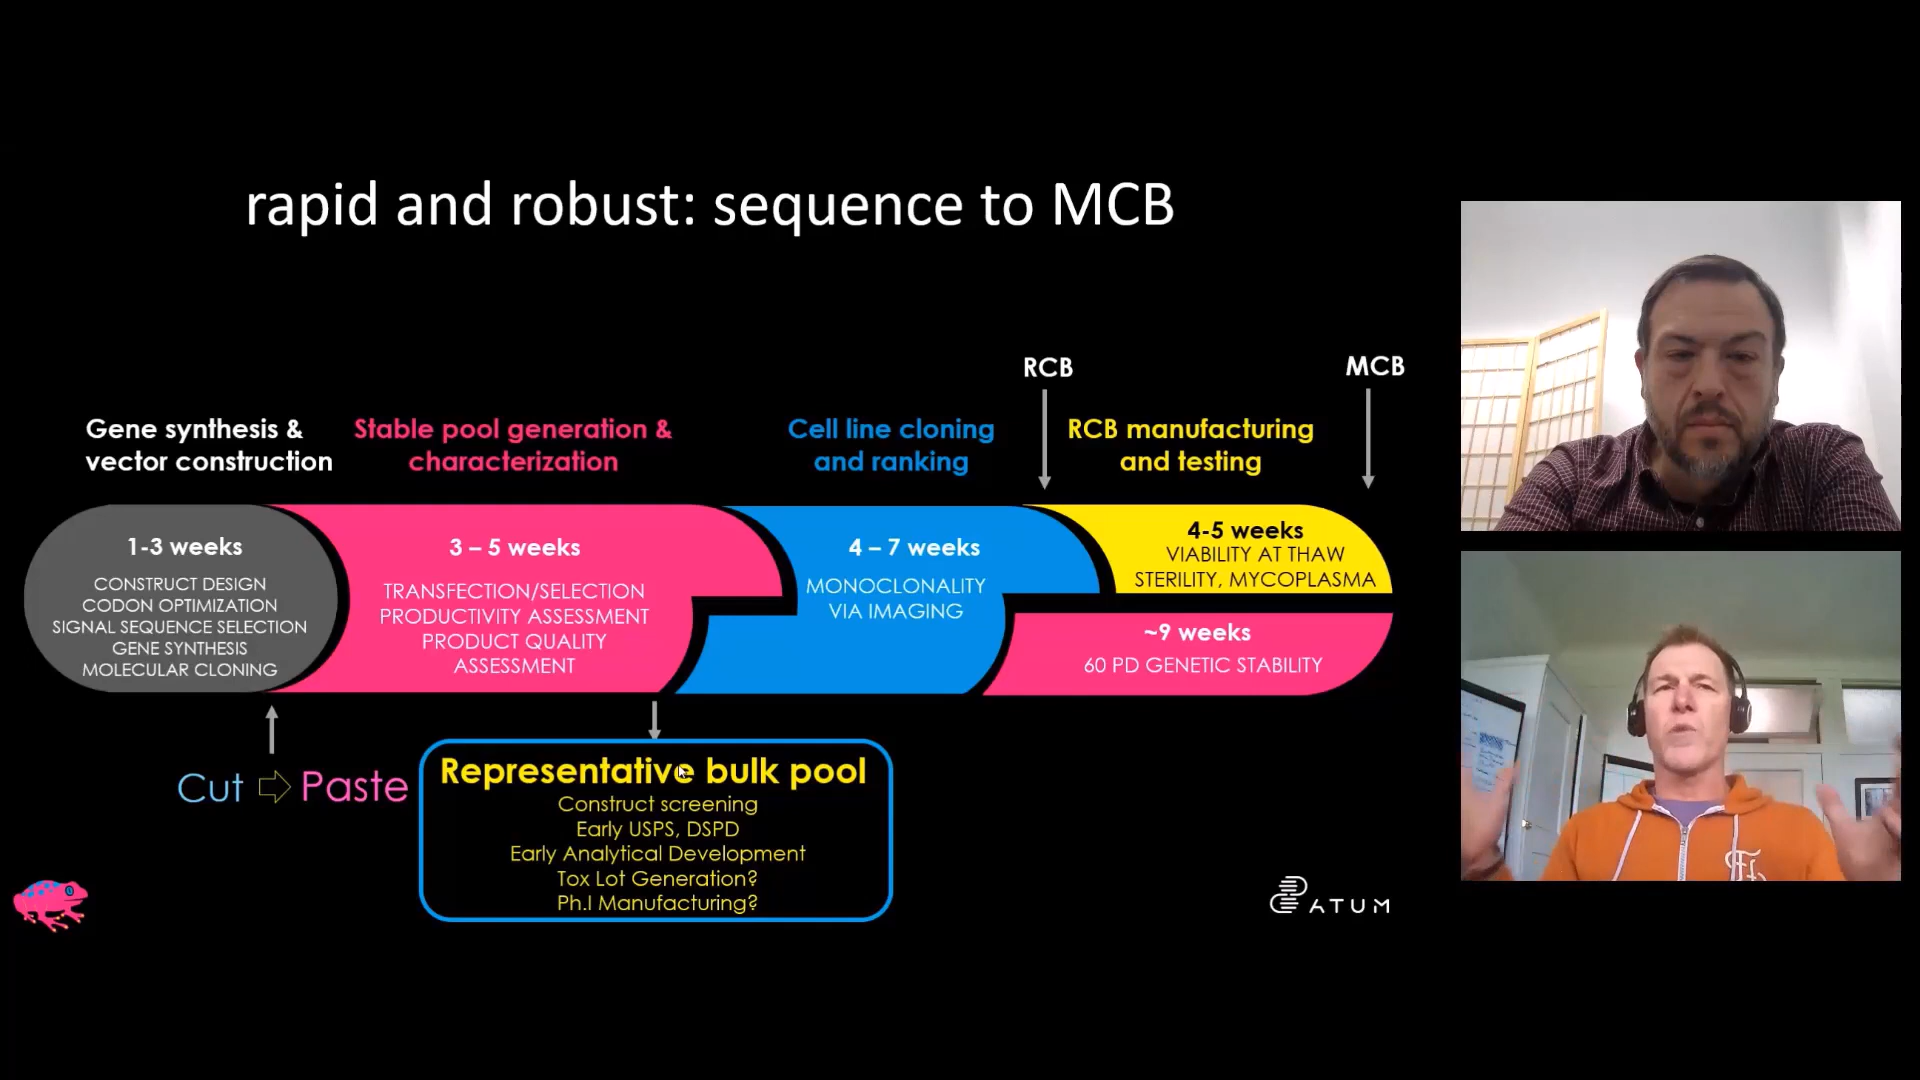 rapid and robust: sequence to MCB
RCB
MCB
Gene synthesis &
vector construction
Stable pool generation &
characterization
Cell line cloning
and ranking
RCB manufacturing
and testing
1-3 weeks
CONSTRUCT DESIGN
CODON OPTIMIZATION
SIGNAL SEQUENCE SELECTION
GENE SYNTHESIS
MOLECULAR CLONING
3 – 5 weeks
TRANSFECTION/SELECTION
PRODUCTIVITY ASSESSMENT
PRODUCT QUALITY
ASSESSMENT
4 – 7 weeks
MONOCLONALITY
VIA IMAGING
4-5 weeks
VIABILITY AT THAW
STERILITY, MYCOPLASMA
~9 weeks
60 PD GENETIC STABILITY
Cut Paste
Representative bulk pool
Construct screening
Early USPS, DSPD
Early Analytical Development
Tox Lot Generation?
Ph.I Manufacturing?
ATUM